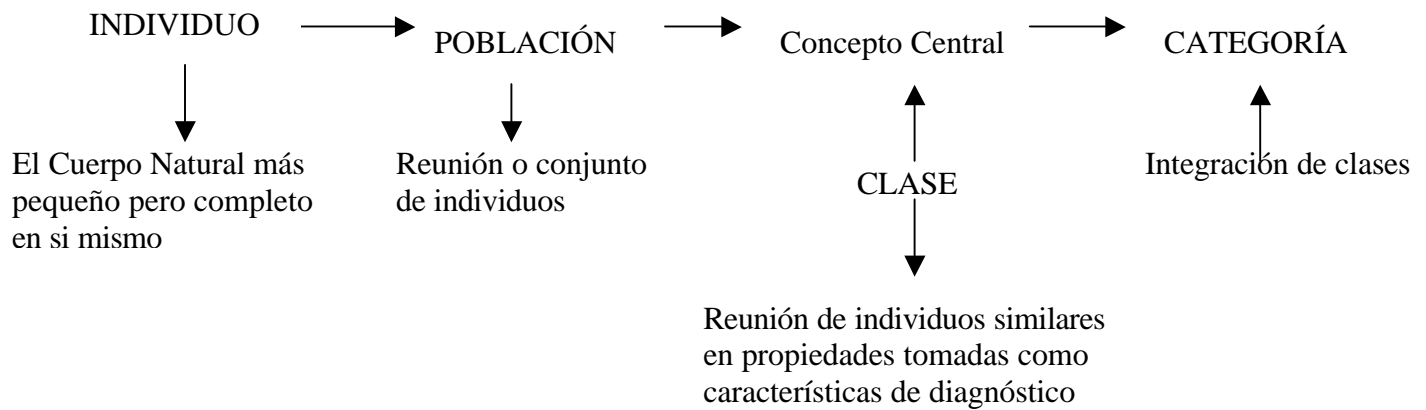 INDIVIDUO
POBLACIÓN
Concepto Central
CATEGORÍA
El Cuerpo Natural más
pequeño pero completo
en si mismo
Reunión o conjunto
de individuos
CLASE
Integración de clases
Reunión de individuos similares
en propiedades tomadas como
características de diagnóstico